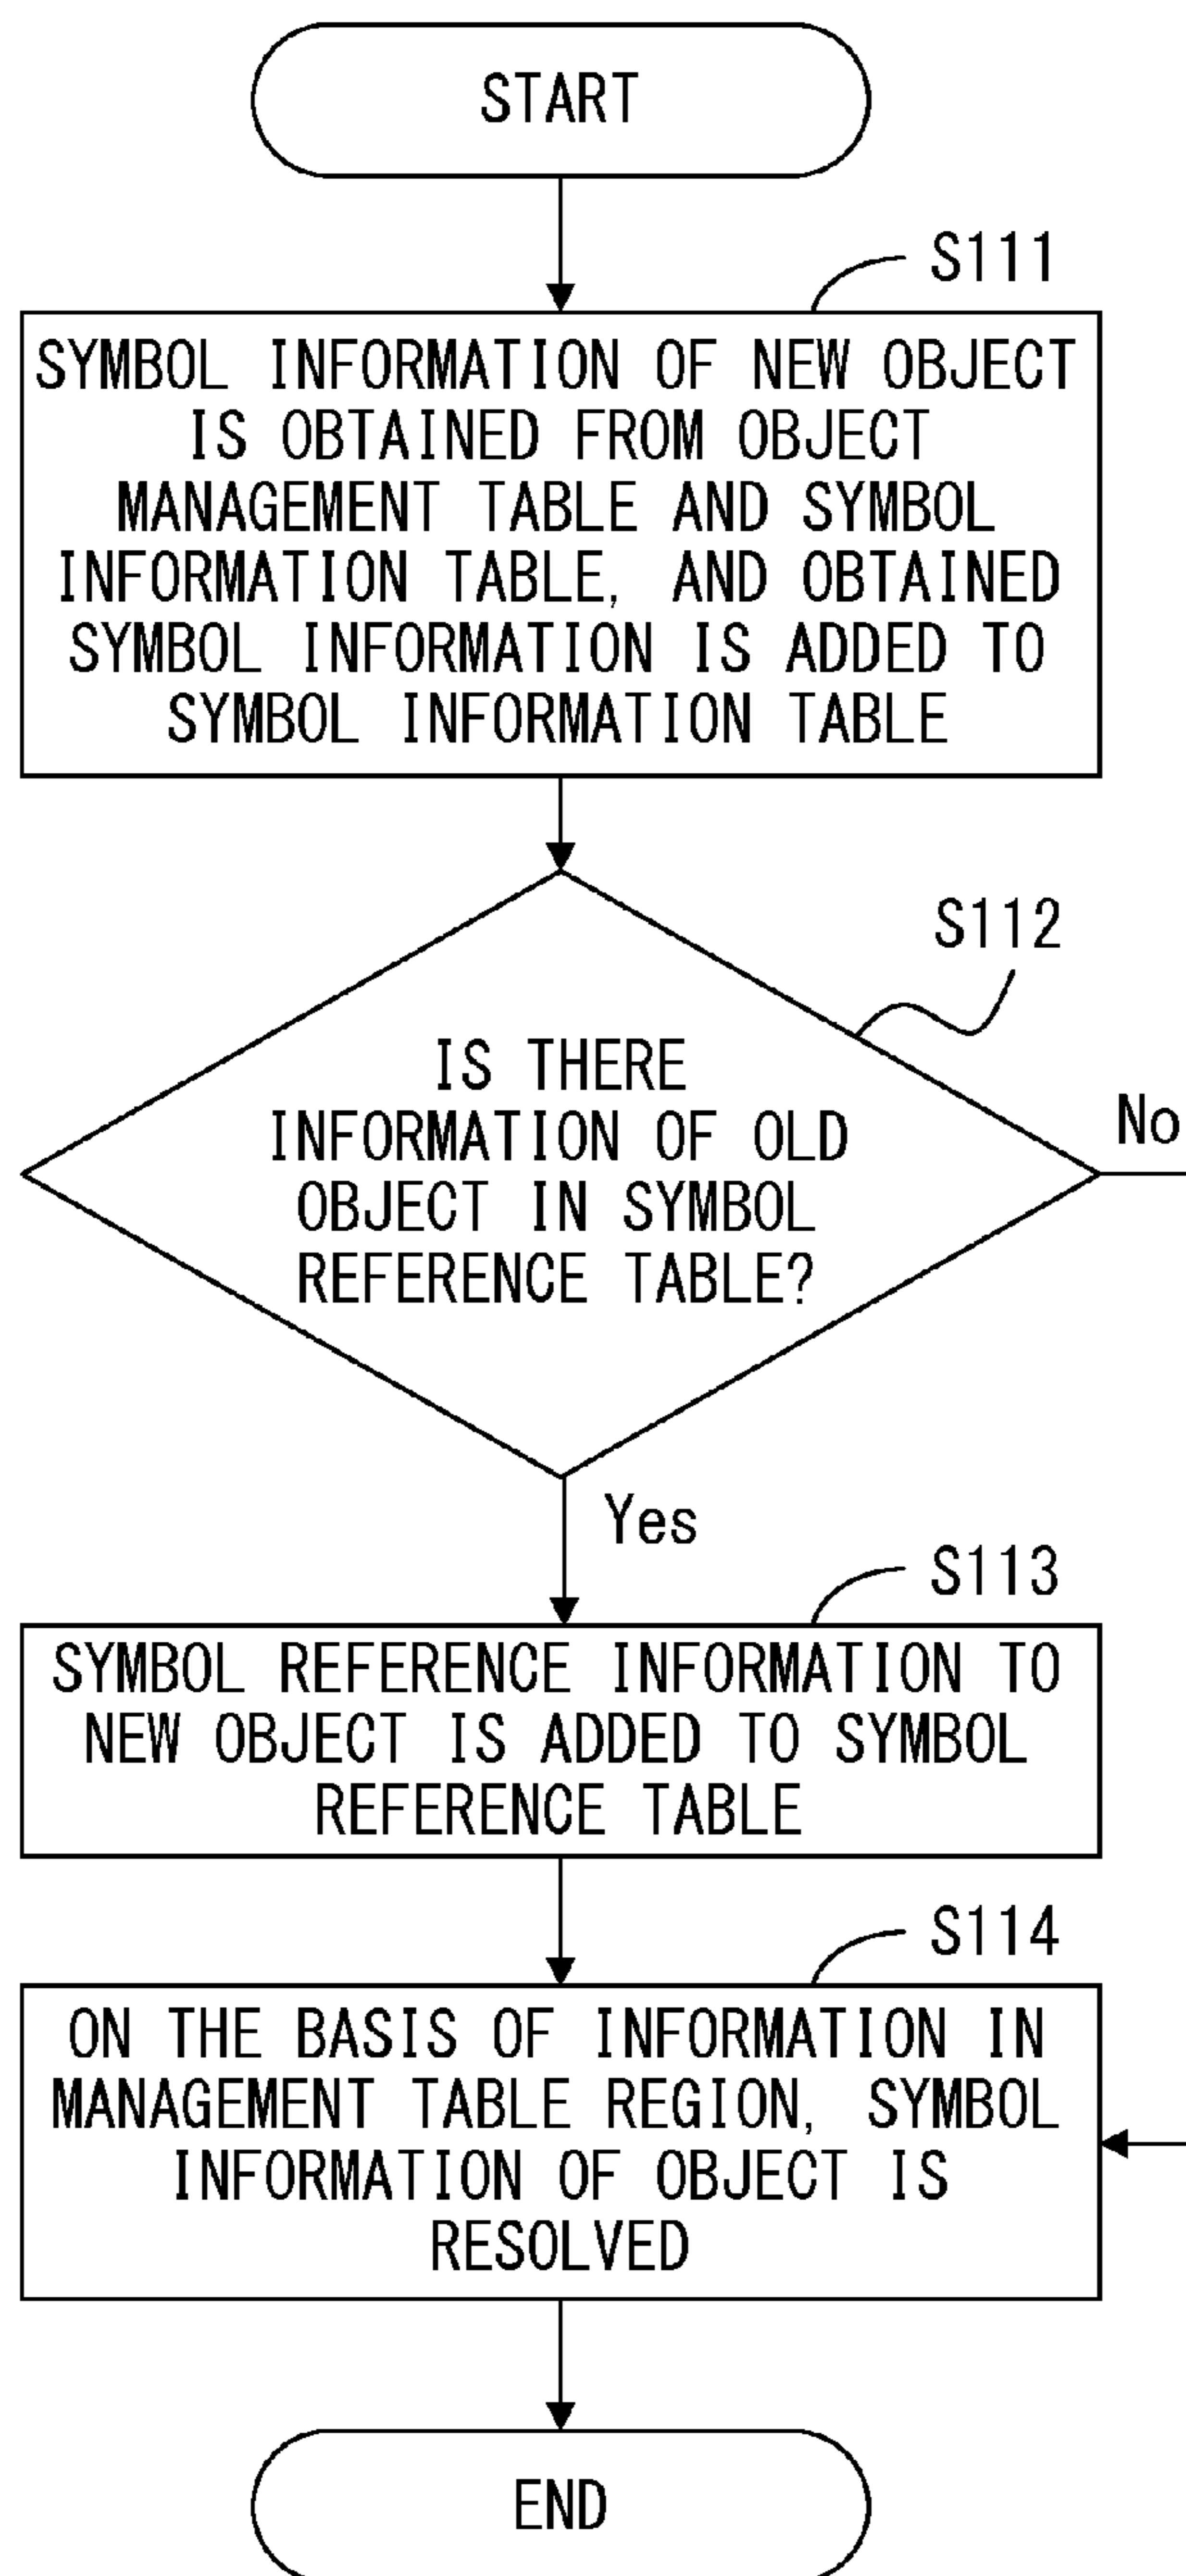 START
S111
SYMBOL INFORMATION OF NEW OBJECT
IS OBTAINED FROM OBJECT
MANAGEMENT TABLE AND SYMBOL
INFORMATION TABLE, AND OBTAINED
SYMBOL INFORMATION IS ADDED TO
SYMBOL INFORMATION TABLE
S112
IS THERE
INFORMATION OF OLD
OBJECT IN SYMBOL
REFERENCE TABLE?
No
Yes
S113
SYMBOL REFERENCE INFORMATION TO
NEW OBJECT IS ADDED TO SYMBOL
REFERENCE TABLE
S114
ON THE BASIS OF INFORMATION IN
MANAGEMENT TABLE REGION, SYMBOL
INFORMATION OF OBJECT IS
RESOLVED
END